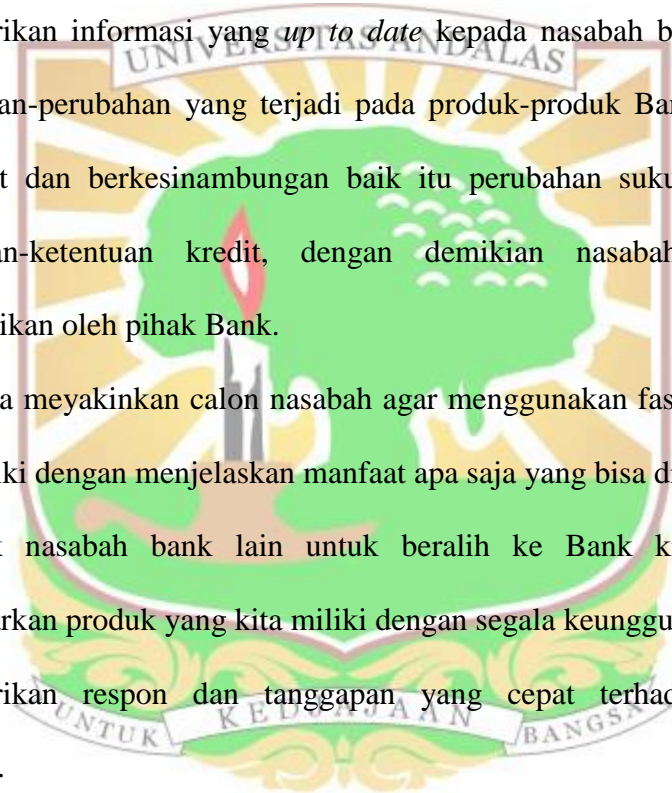 rikan informasi yang up to date kepada nasabah b
UNIVERSITAS ANDALAS
an-perubahan yang terjadi pada produk-produk Ban
t dan berkesinambungan baik itu perubahan suku
an-ketentuan kredit, dengan demikian nasabah
ikan oleh pihak Bank.
a meyakinkan calon nasabah agar menggunakan fas
ki dengan menjelaskan manfaat apa saja yang bisa d
k nasabah bank lain untuk beralih ke Bank k
arkan produk yang kita miliki dengan segala keunggu
rikan respon dan tanggapan yang cepat terhad
UNTUK KEDJAJAAN BANGSA
.